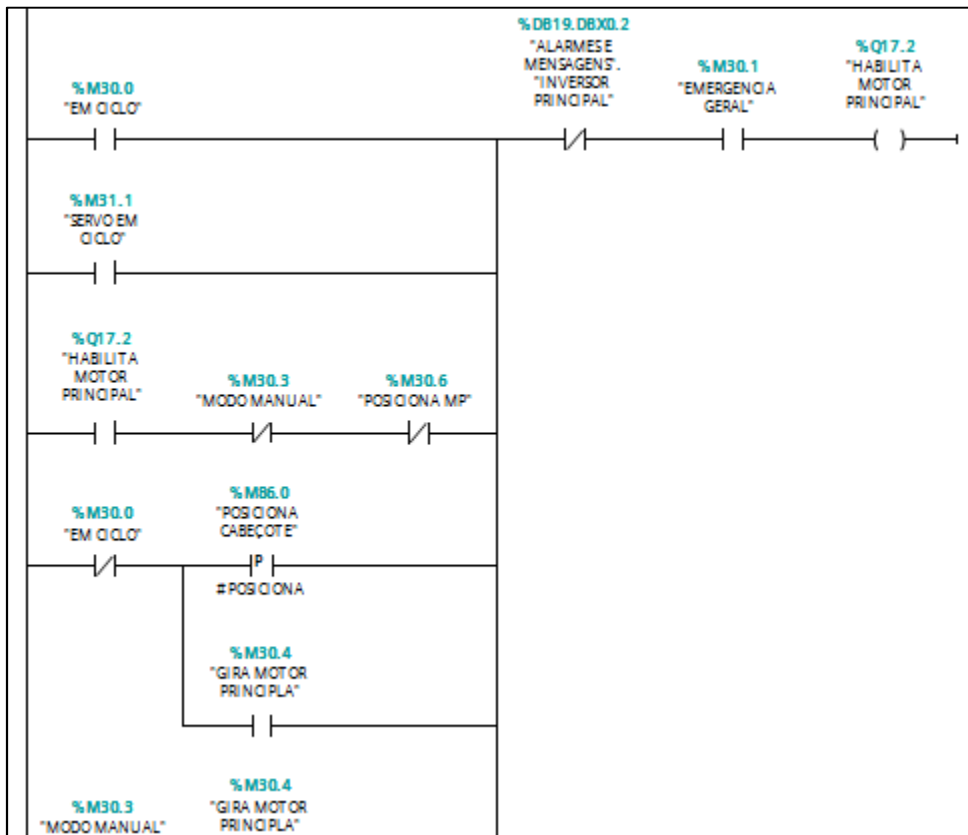 %DB19.DBX0.2
"ALARMES E
MENSAGENS".
"INVERSOR
PRINCIPAL"
%M30.1
"EMERGENCIA
GERAL"
%Q17.2
"HABILITA
MOTOR
PRINCIPAL"
%M30.0
"EM CICLO"
%M31.1
"SERVO EM
CICLO"
%Q17.2
"HABILITA
MOTOR
PRINCIPAL"
%M30.3
"MODO MANUAL"
%M30.6
"POSICIONA MP"
%M30.0
"EM CICLO"
%M86.0
"POSICIONA
CABEÇOTE"
P
#POSICIONA
%M30.4
"GIRA MOTOR
PRINCIPLA"
%M30.3
"MODO MANUAL"
%M30.4
"GIRA MOTOR
PRINCIPLA"